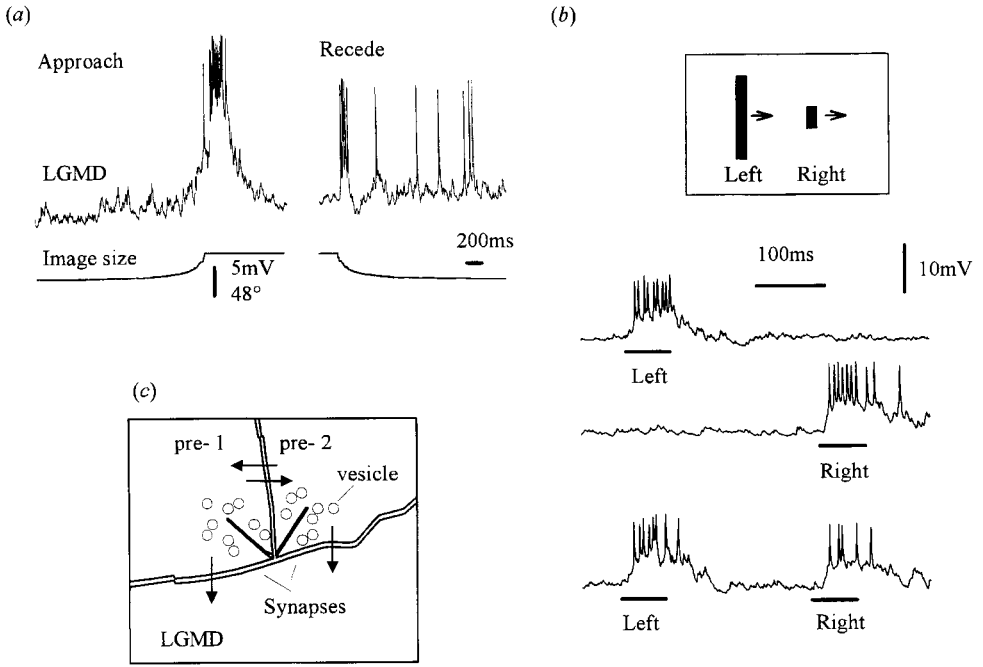 (a)
Approach
Recede
LGMD
200ms
Image size
5mV
48°
(b)
Left
Right
100ms
10mV
Left
Right
Left
Right
(c)
pre- 1
pre- 2
vesicle
Synapses
LGMD